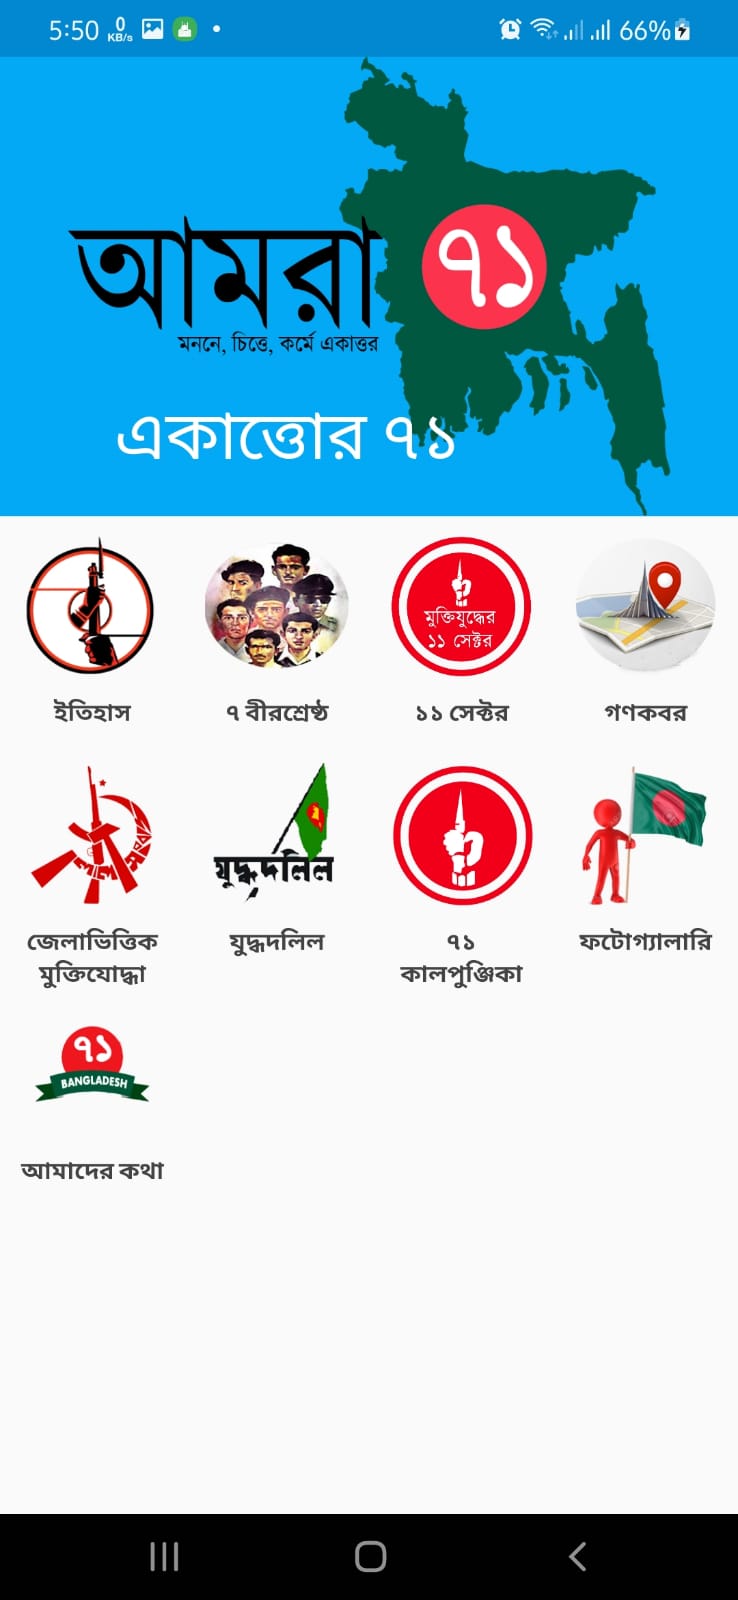 5:50 0 KB/s 66%
আমরা ৭১
মননে, চিত্তে, কর্মে একাত্তর
একাত্তোর ৭১
মুক্তিযুদ্ধের
১১ সেক্টর
ইতিহাস ৭ বীরশ্রেষ্ঠ ১১ সেক্টর গণকবর
যুদ্ধদলিল
জেলাভিত্তিক যুদ্ধদলিল ৭১ ফটোগ্যালারি
মুক্তিযোদ্ধা কালপুঞ্জিকা
৭১
BANGLADESH
আমাদের কথা